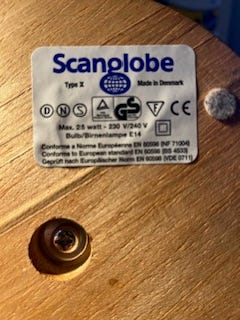 Scanglobe
Type X Made in Denmark
D N S GS CE
Max. 25 watt - 230 V/240 V
Bulb/Birnenlampe E14
Conforme a Norme Européenne EN 60598 (NF 71004)
Conforms to European standard EN 60598 (BS 4533)
Geprüft nach Europäischer Norm EN 60598 (VDE 0711)